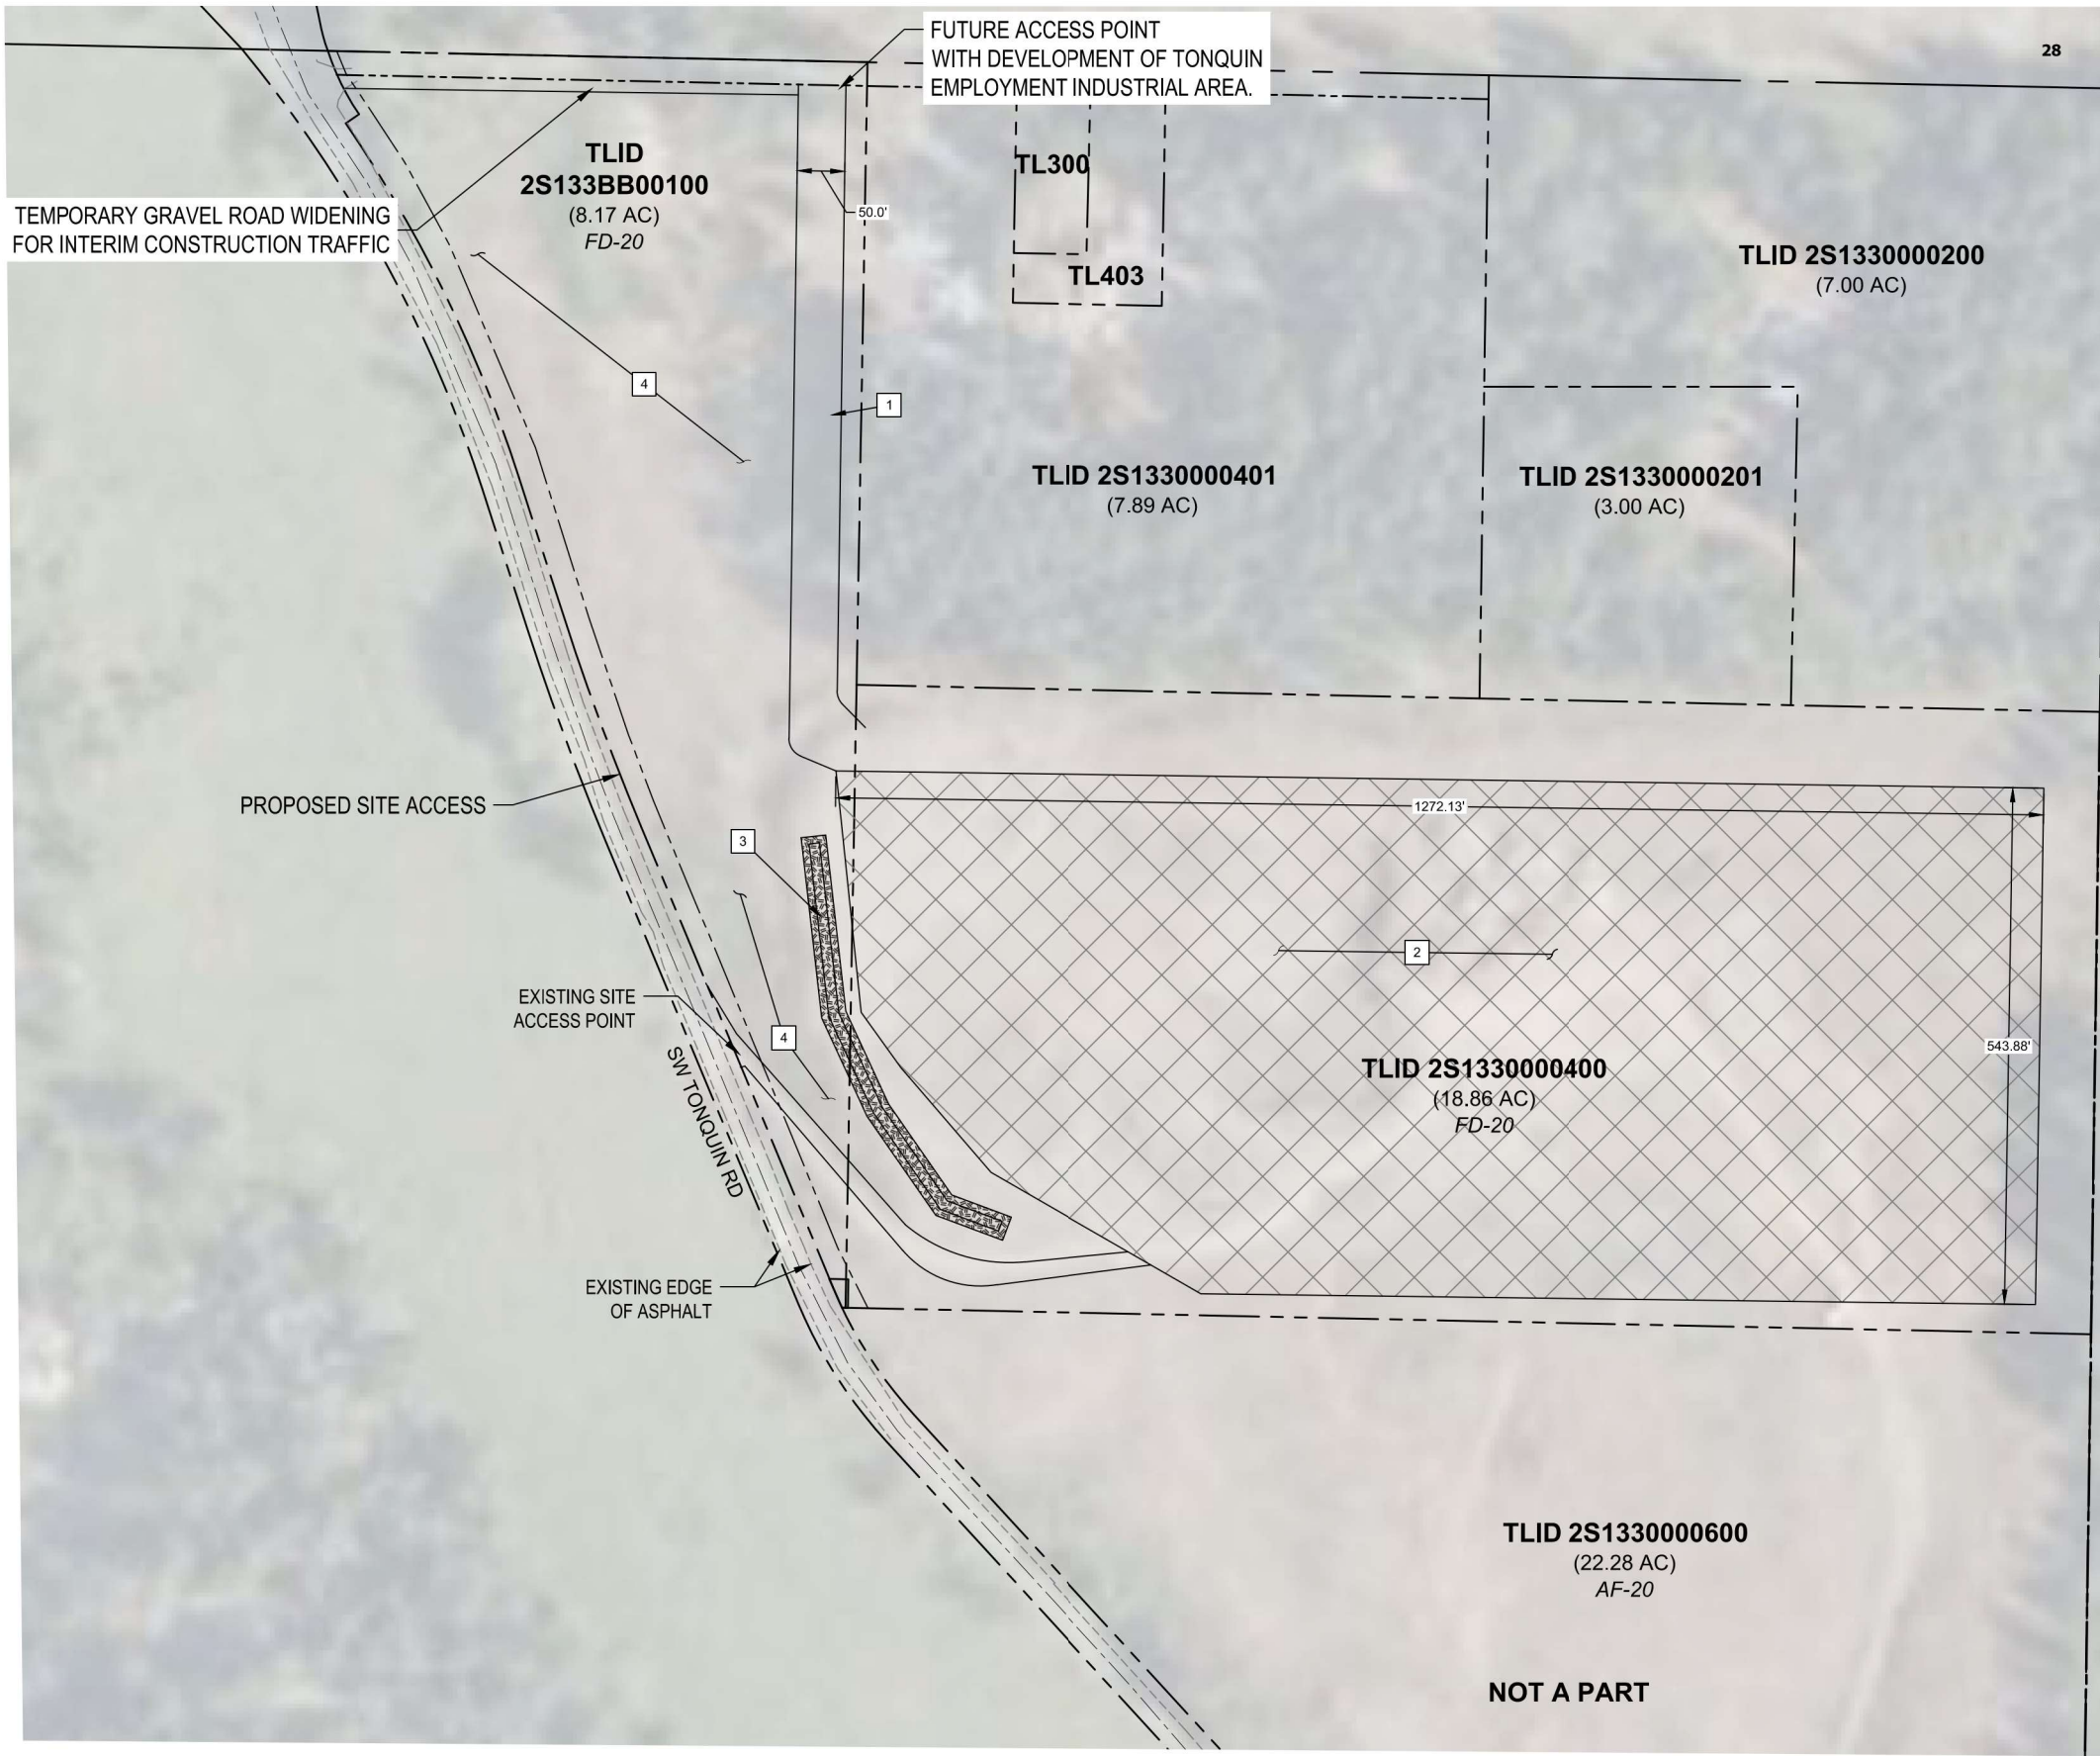 FUTURE ACCESS POINT
WITH DEVELOPMENT OF TONQUIN
EMPLOYMENT INDUSTRIAL AREA.
28
TLID
2S133BB00100
(8.17 AC)
FD-20
TEMPORARY GRAVEL ROAD WIDENING
FOR INTERIM CONSTRUCTION TRAFFIC
50.0'
TL300
TL403
TLID 2S1330000200
(7.00 AC)
4
1
TLID 2S1330000401
(7.89 AC)
TLID 2S1330000201
(3.00 AC)
PROPOSED SITE ACCESS
1272.13'
3
2
EXISTING SITE
ACCESS POINT
4
SW TONQUIN RD
543.88'
TLID 2S1330000400
(18.86 AC)
FD-20
EXISTING EDGE
OF ASPHALT
TLID 2S1330000600
(22.28 AC)
AF-20
NOT A PART